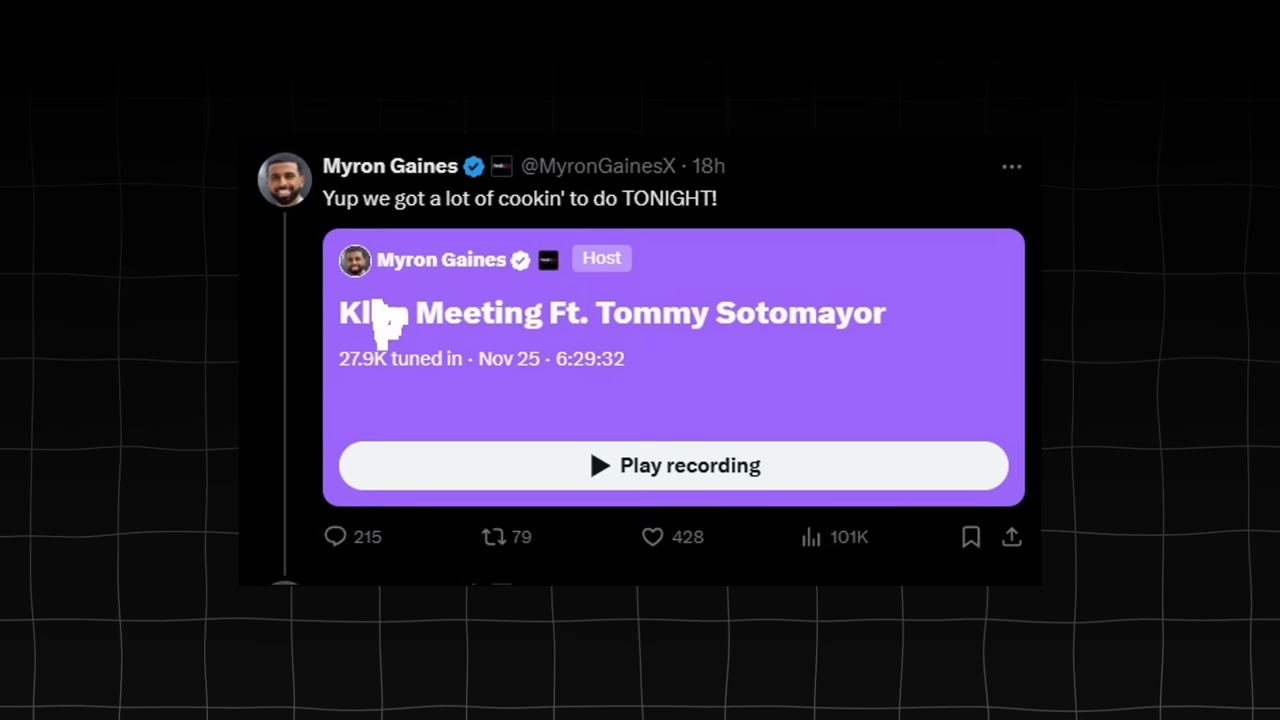 Myron Gaines @MyronGainesX · 18h
Yup we got a lot of cookin' to do TONIGHT!
Myron Gaines Host
Meeting Ft. Tommy Sotomayor
27.9K tuned in · Nov 25 · 6:29:32
Play recording
215 79 428 101K